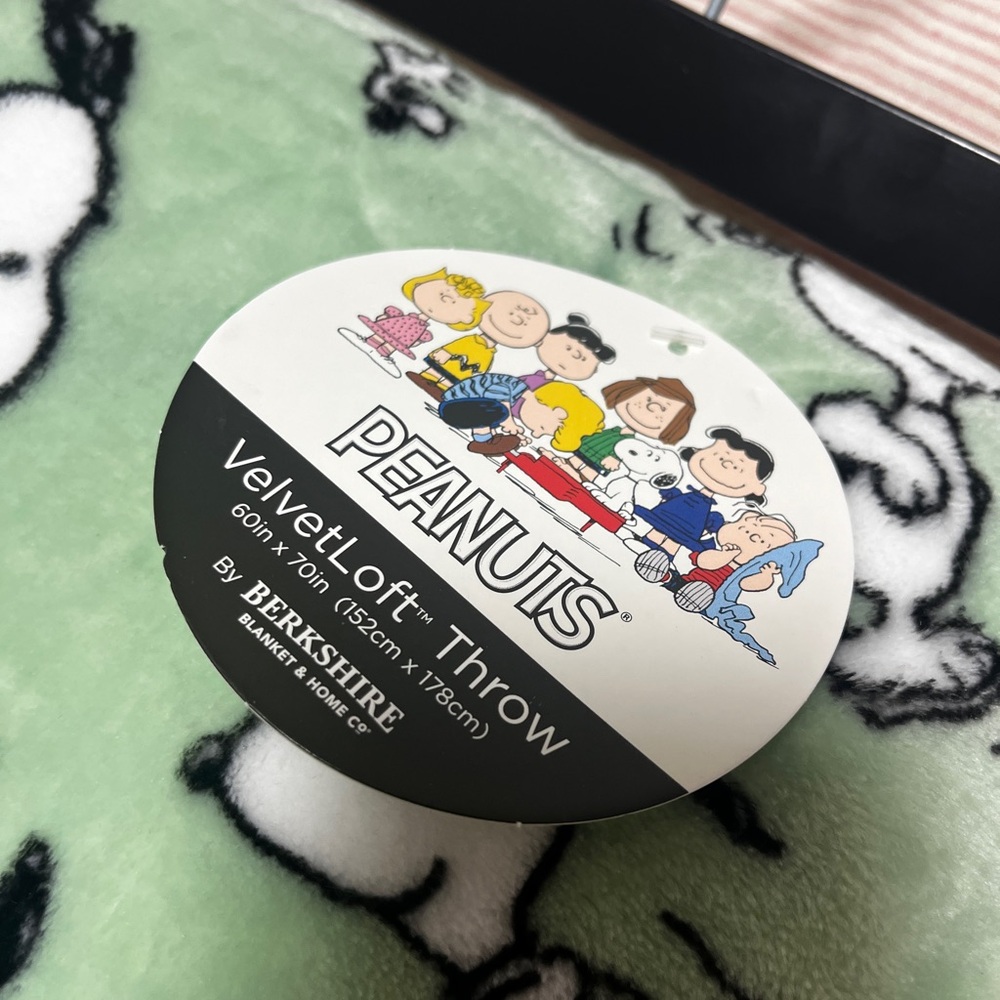 PEANUTS®
VelvetLoft™ Throw
60in x 70in (152cm x 178cm)
By BERKSHIRE
BLANKET & HOME Co®